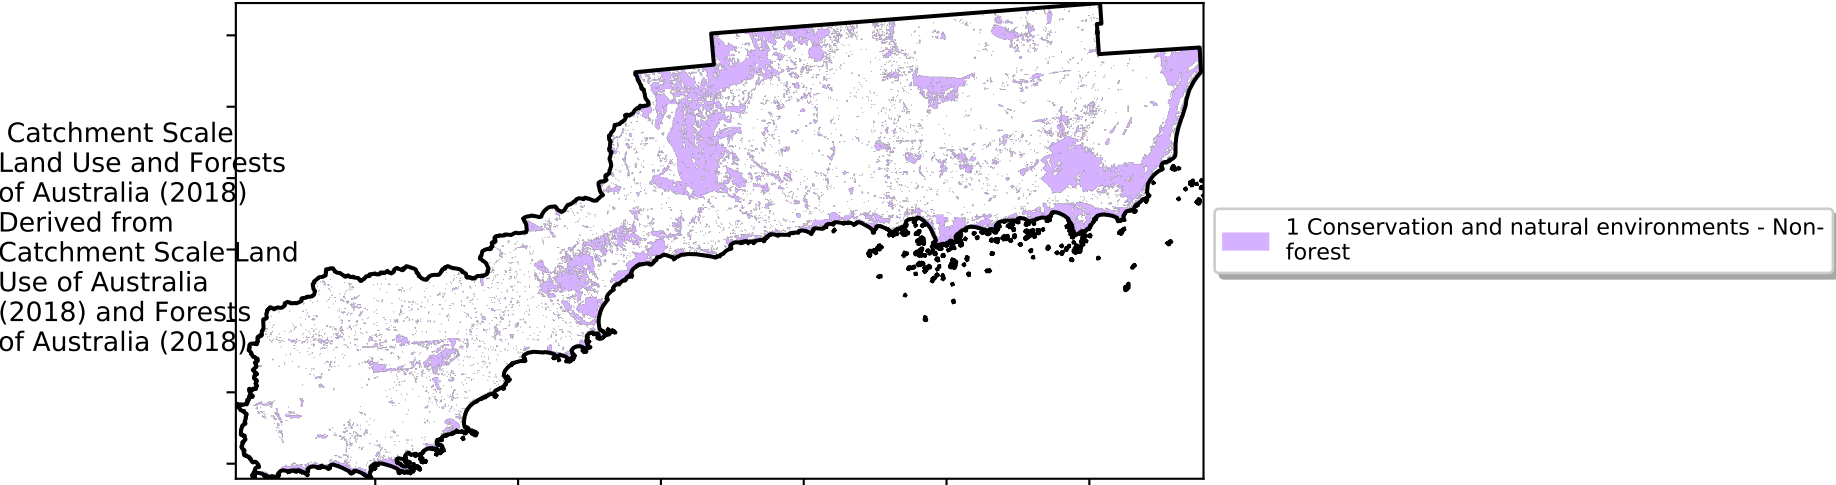 Catchment Scale
Land Use and Forests
of Australia (2018)
Derived from
Catchment Scale Land
Use of Australia
(2018) and Forests
of Australia (2018)
1 Conservation and natural environments - Non-
forest